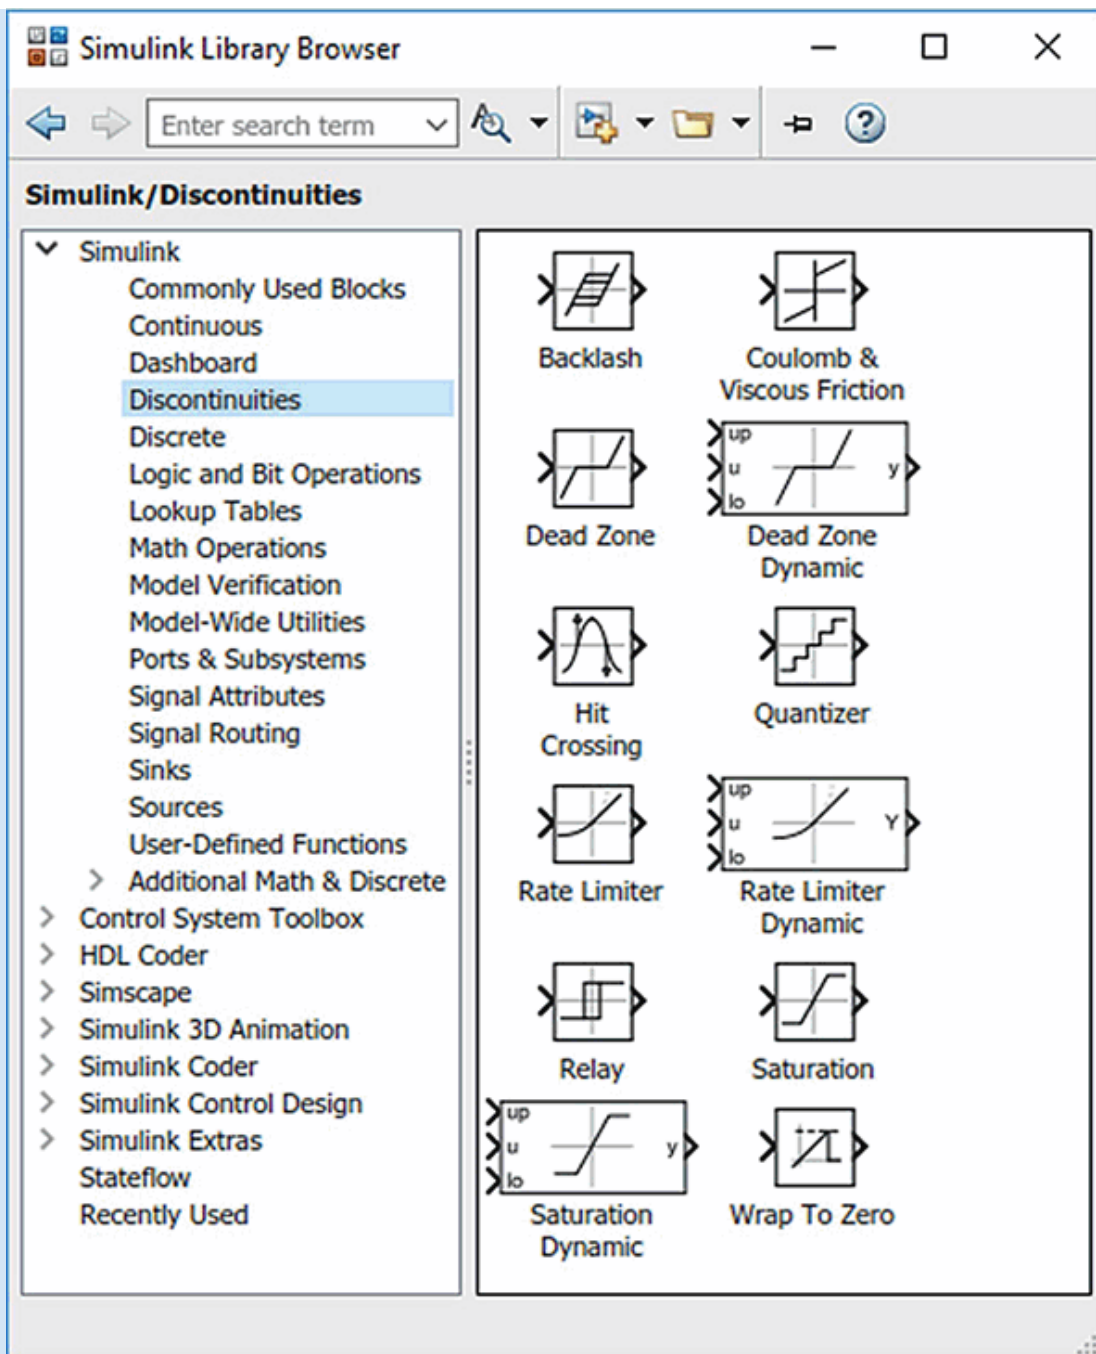 Simulink Library Browser
Enter search term
Simulink/Discontinuities
Simulink
Commonly Used Blocks
Continuous
Dashboard
Discontinuities
Discrete
Logic and Bit Operations
Lookup Tables
Math Operations
Model Verification
Model-Wide Utilities
Ports & Subsystems
Signal Attributes
Signal Routing
Sinks
Sources
User-Defined Functions
Additional Math & Discrete
Control System Toolbox
HDL Coder
Simscape
Simulink 3D Animation
Simulink Coder
Simulink Control Design
Simulink Extras
Stateflow
Recently Used
Backlash
Coulomb &
Viscous Friction
Dead Zone
up
u
lo
y
Dead Zone
Dynamic
Hit
Crossing
Quantizer
Rate Limiter
up
u
lo
Y
Rate Limiter
Dynamic
Relay
Saturation
up
u
lo
y
Saturation
Dynamic
Wrap To Zero